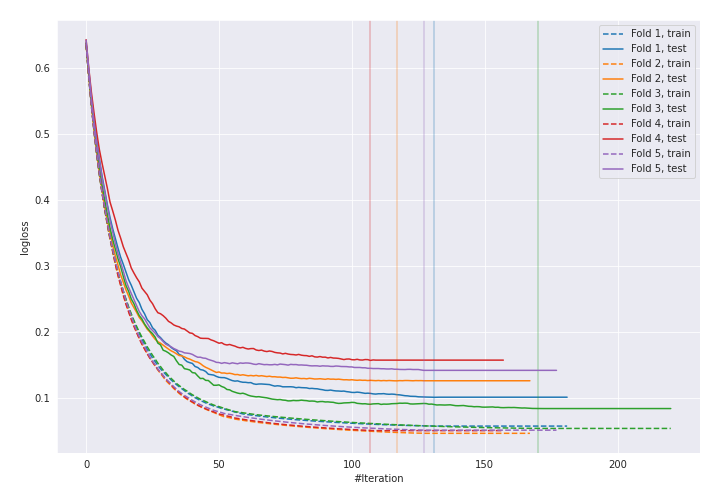 Fold 1, train
Fold 1, test
Fold 2, train
Fold 2, test
Fold 3, train
Fold 3, test
Fold 4, train
Fold 4, test
Fold 5, train
Fold 5, test
logloss
0.6
0.5
0.4
0.3
0.2
0.1
0
50
100
150
200
#Iteration